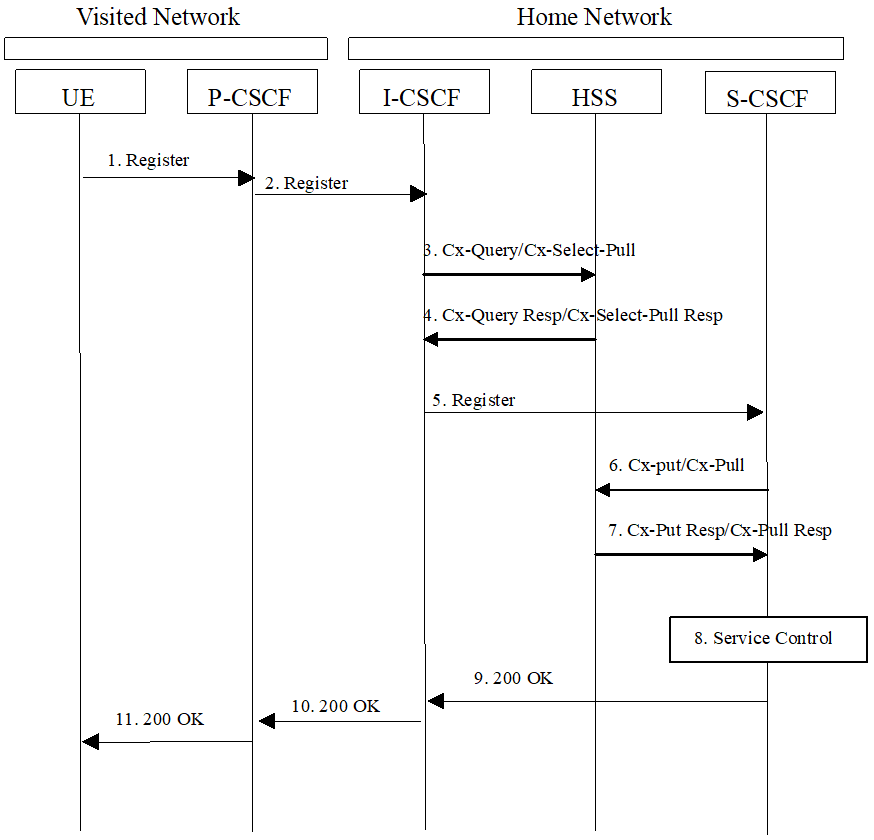 Visited Network
Home Network
UE
P-CSCF
I-CSCF
HSS
S-CSCF
1. Register
2. Register
3. Cx-Query/Cx-Select-Pull
4. Cx-Query Resp/Cx-Select-Pull Resp
5. Register
6. Cx-put/Cx-Pull
7. Cx-Put Resp/Cx-Pull Resp
8. Service Control
9. 200 OK
10. 200 OK
11. 200 OK